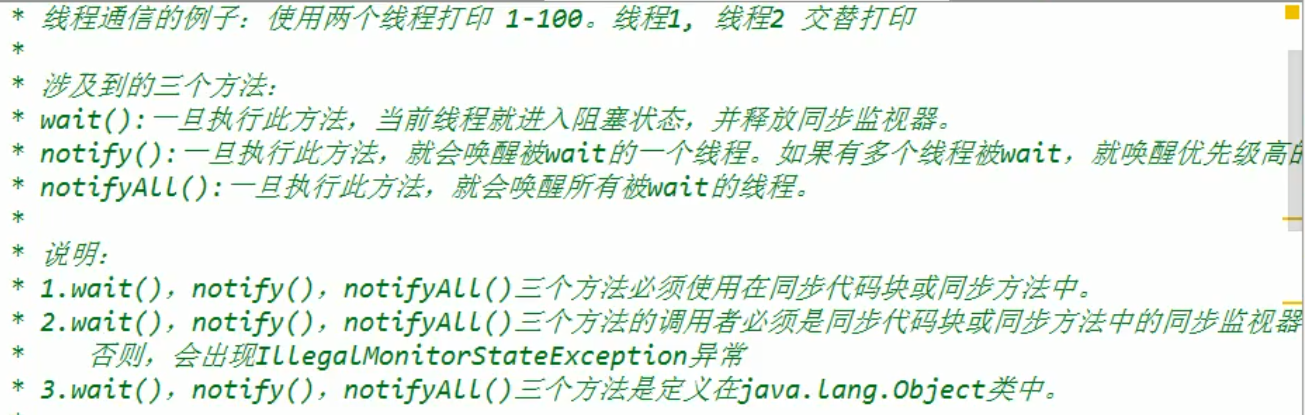 * 线程通信的例子：使用两个线程打印 1-100。线程1, 线程2 交替打印
*
* 涉及到的三个方法：
* wait():一旦执行此方法，当前线程就进入阻塞状态，并释放同步监视器。
* notify():一旦执行此方法，就会唤醒被wait的一个线程。如果有多个线程被wait，就唤醒优先级高的
* notifyAll():一旦执行此方法，就会唤醒所有被wait的线程。
*
* 说明：
* 1.wait()，notify()，notifyAll()三个方法必须使用在同步代码块或同步方法中。
* 2.wait()，notify()，notifyAll()三个方法的调用者必须是同步代码块或同步方法中的同步监视器
* 否则，会出现IllegalMonitorStateException异常
* 3.wait()，notify()，notifyAll()三个方法是定义在java.lang.Object类中。
*